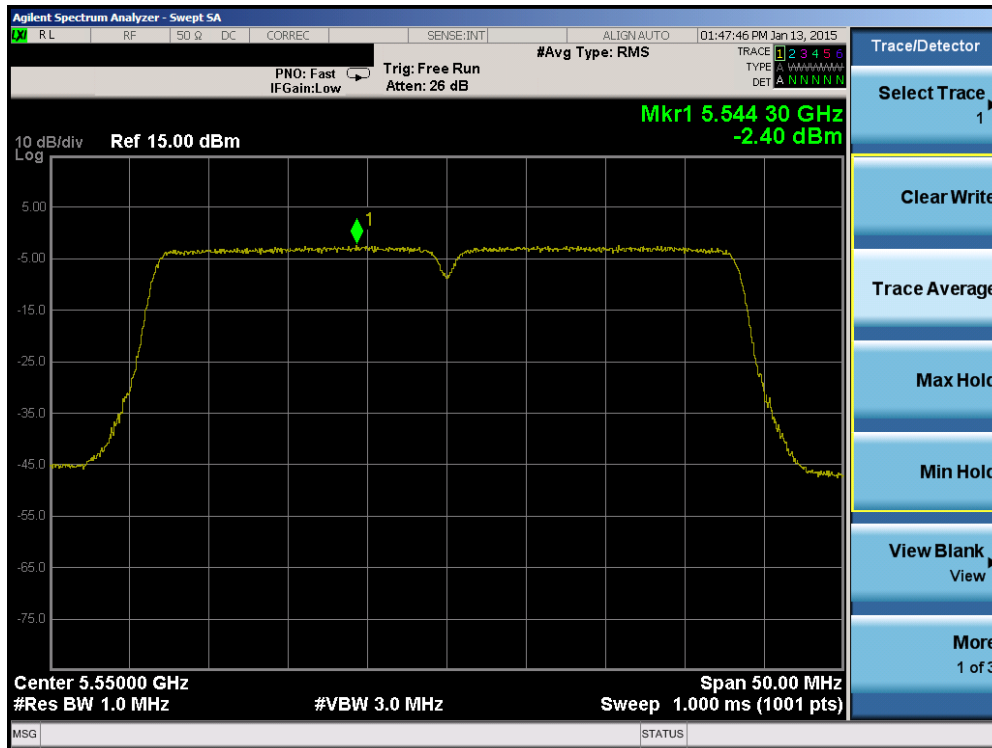 Agilent Spectrum Analyzer - Swept SA
LXI RL RF 50 Ω DC CORREC SENSE:INT ALIGN AUTO 01:47:46 PM Jan 13, 2015
#Avg Type: RMS TRACE 1 2 3 4 5 6
PNO: Fast Trig: Free Run TYPE A WWWWW
IFGain:Low Atten: 26 dB DET A N N N N N
Mkr1 5.544 30 GHz
-2.40 dBm
10 dB/div Ref 15.00 dBm
Log
5.00
1
-5.00
-15.0
-25.0
-35.0
-45.0
-55.0
-65.0
-75.0
Center 5.55000 GHz Span 50.00 MHz
#Res BW 1.0 MHz #VBW 3.0 MHz Sweep 1.000 ms (1001 pts)
MSG STATUS
Trace/Detector
Select Trace
1
Clear Write
Trace Average
Max Hold
Min Hold
View Blank
View
More
1 of 3